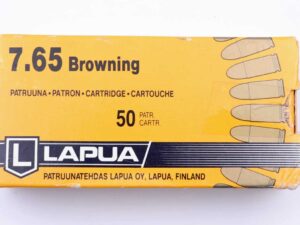 7.65 Browning
PATRUUNA • PATRON • CARTRIDGE • CARTOUCHE
50 PATR.
CARTR.
L LAPUA
PATRUUNATEHDAS LAPUA OY, LAPUA, FINLAND